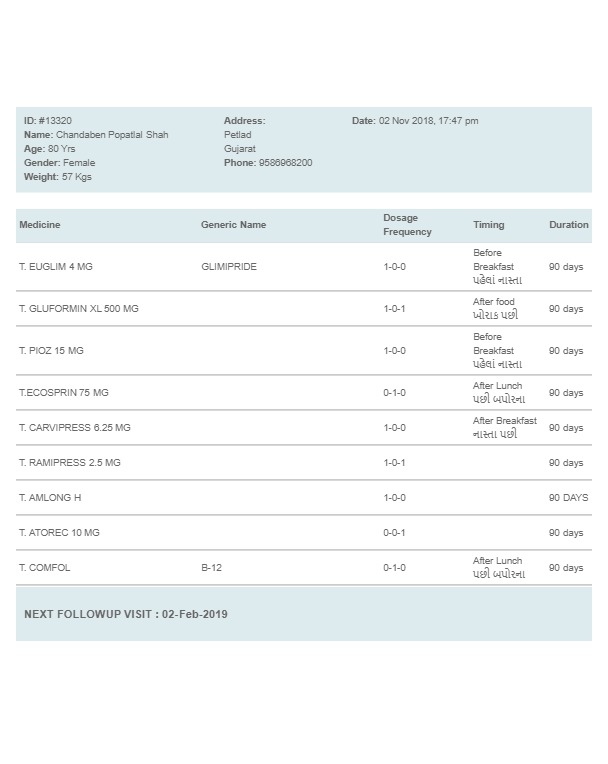 ID: #13320 Address: Date: 02 Nov 2018, 17:47 pm
Name: Chandaben Popatlal Shah Petlad
Age: 80 Yrs Gujarat
Gender: Female Phone: 9586968200
Weight: 57 Kgs
Medicine Generic Name Dosage Frequency Timing Duration
T. EUGLIM 4 MG GLIMIPRIDE 1-0-0 Before Breakfast પહેલાં નાસ્તા 90 days
T. GLUFORMIN XL 500 MG 1-0-1 After food ખોરાક પછી 90 days
T. PIOZ 15 MG 1-0-0 Before Breakfast પહેલાં નાસ્તા 90 days
T.ECOSPRIN 75 MG 0-1-0 After Lunch પછી બપોરના 90 days
T. CARVIPRESS 6.25 MG 1-0-0 After Breakfast નાસ્તા પછી 90 days
T. RAMIPRESS 2.5 MG 1-0-1 90 days
T. AMLONG H 1-0-0 90 DAYS
T. ATOREC 10 MG 0-0-1 90 days
T. COMFOL B-12 0-1-0 After Lunch પછી બપોરના 90 days
NEXT FOLLOWUP VISIT : 02-Feb-2019